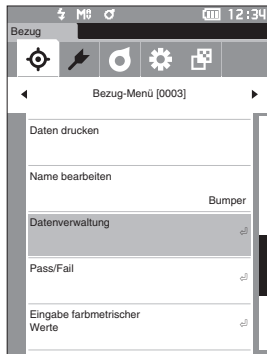 12:34
Bezug
Bezug-Menü [0003]
Daten drucken
Name bearbeiten
Bumper
Datenverwaltung
Pass/Fail
Eingabe farbmetrischer
Werte